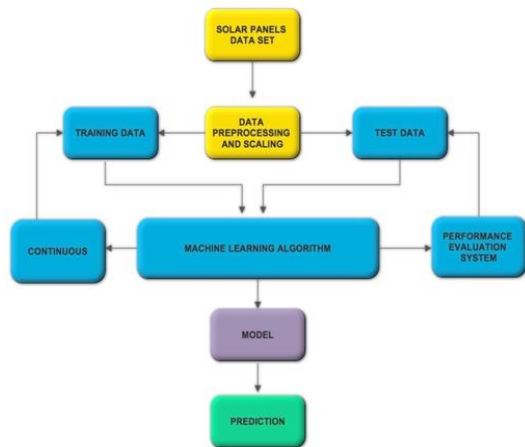 SOLAR PANELS
DATA SET
TRAINING DATA
DATA
PREPROCESSING
AND SCALING
TEST DATA
CONTINUOUS
MACHINE LEARNING ALGORITHM
PERFORMANCE
EVALUATION
SYSTEM
MODEL
PREDICTION